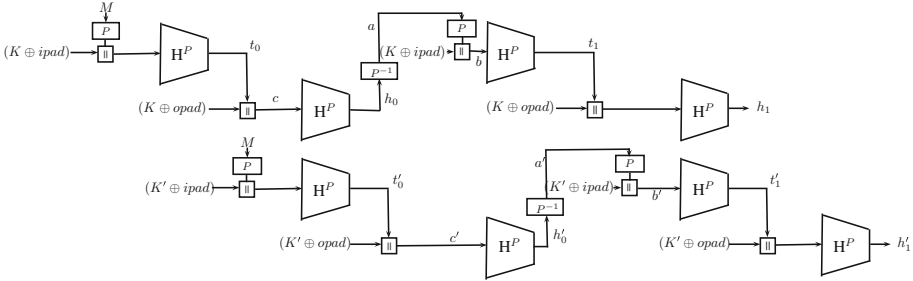 M
P
(K ⊕ ipad) || H^P t_0
(K ⊕ opad) || c H^P h_0
P^{-1}
a P
(K ⊕ ipad) || b H^P t_1
(K ⊕ opad) || H^P h_1
M
P
(K′ ⊕ ipad) || H^P t′_0
(K′ ⊕ opad) || c′ H^P h′_0
P^{-1}
a′ P
(K′ ⊕ ipad) || b′ H^P t′_1
(K′ ⊕ opad) || H^P h′_1